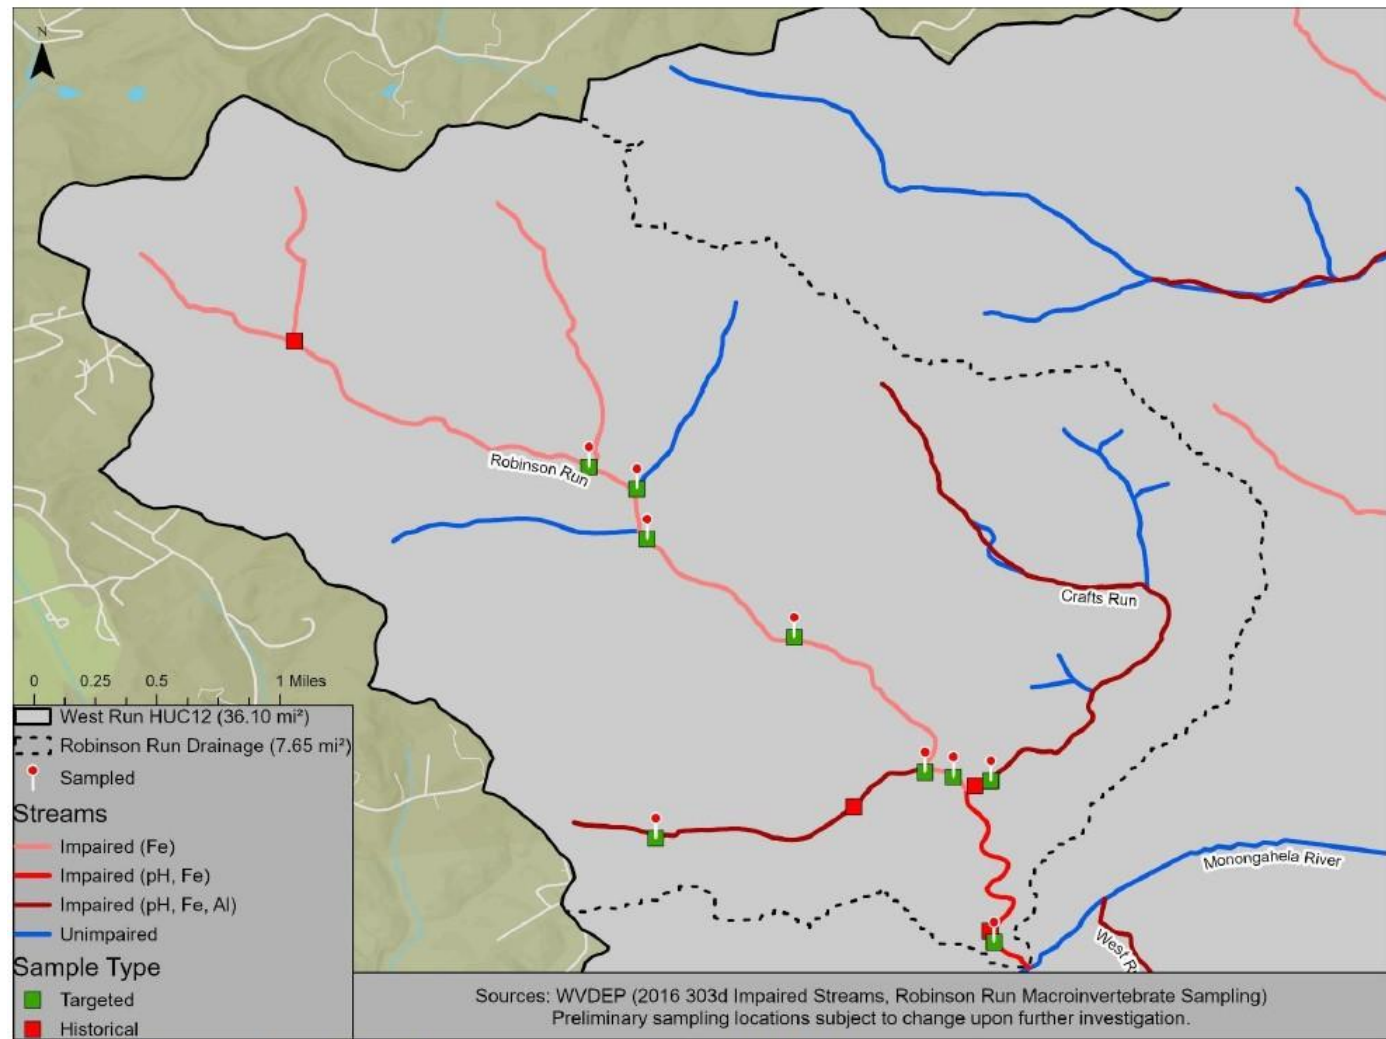 N
Robinson Run
Crafts Run
Monongahela River
West R
0 0.25 0.5 1 Miles
West Run HUC12 (36.10 mi²)
Robinson Run Drainage (7.65 mi²)
Sampled
Streams
Impaired (Fe)
Impaired (pH, Fe)
Impaired (pH, Fe, Al)
Unimpaired
Sample Type
Targeted
Historical
Sources: WVDEP (2016 303d Impaired Streams, Robinson Run Macroinvertebrate Sampling)
Preliminary sampling locations subject to change upon further investigation.